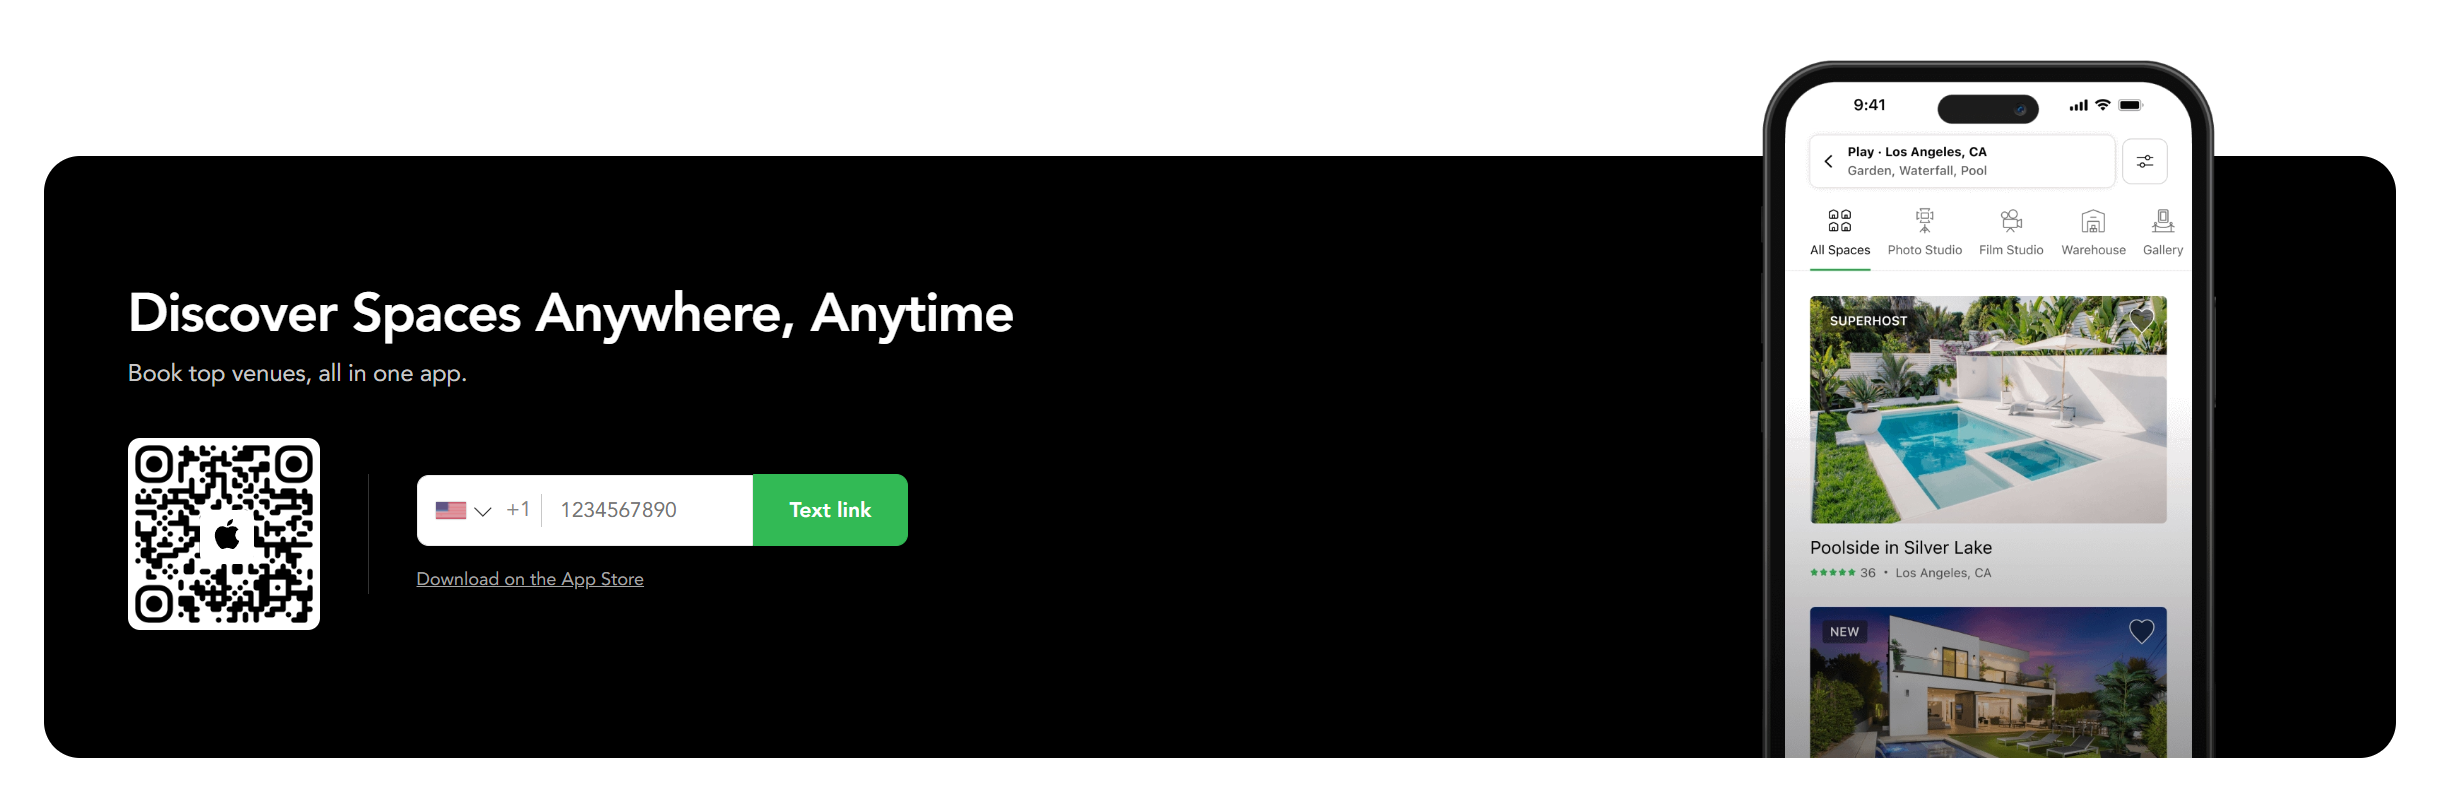 Discover Spaces Anywhere, Anytime
Book top venues, all in one app.
+1 1234567890 Text link
Download on the App Store
9:41
Play · Los Angeles, CA
Garden, Waterfall, Pool
All Spaces Photo Studio Film Studio Warehouse Gallery
SUPERHOST
Poolside in Silver Lake
36 • Los Angeles, CA
NEW